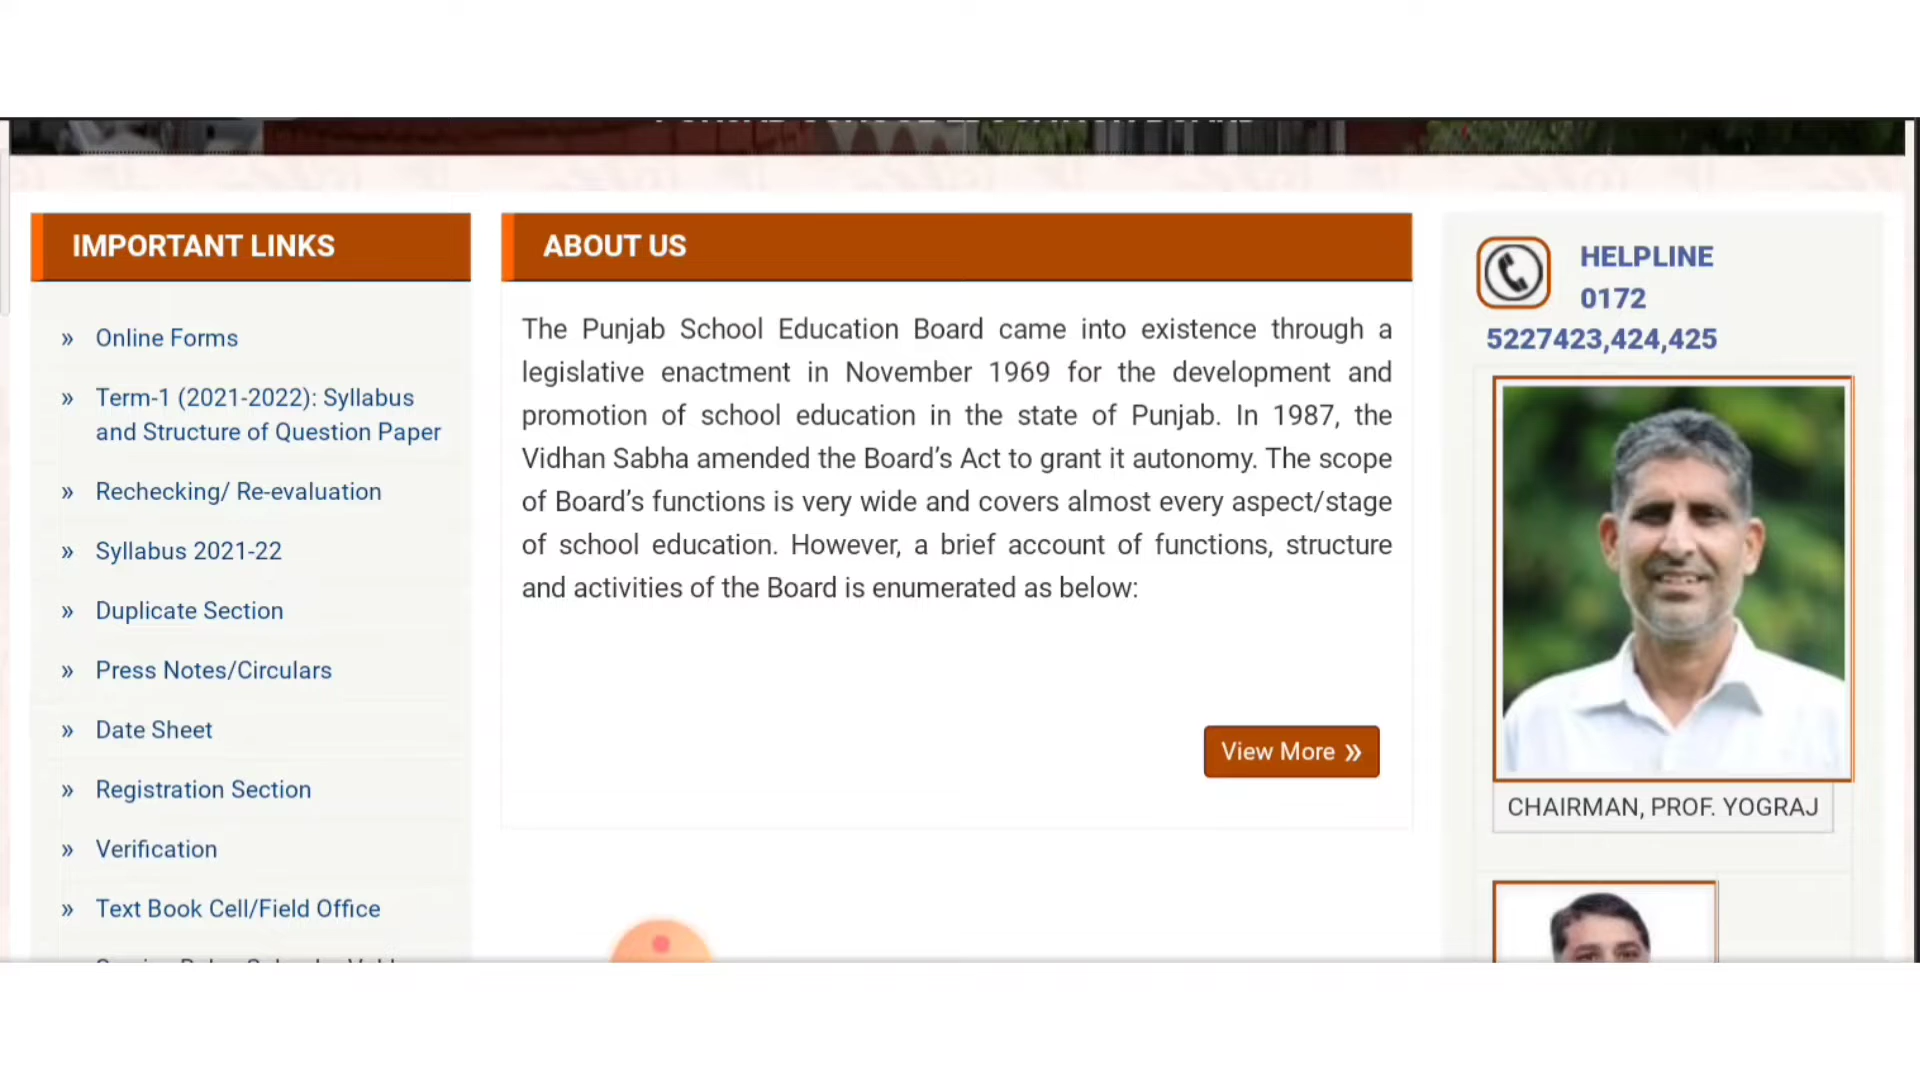 IMPORTANT LINKS
» Online Forms
» Term-1 (2021-2022): Syllabus
and Structure of Question Paper
» Rechecking/ Re-evaluation
» Syllabus 2021-22
» Duplicate Section
» Press Notes/Circulars
» Date Sheet
» Registration Section
» Verification
» Text Book Cell/Field Office
ABOUT US
The Punjab School Education Board came into existence through a
legislative enactment in November 1969 for the development and
promotion of school education in the state of Punjab. In 1987, the
Vidhan Sabha amended the Board’s Act to grant it autonomy. The scope
of Board’s functions is very wide and covers almost every aspect/stage
of school education. However, a brief account of functions, structure
and activities of the Board is enumerated as below:
View More »
HELPLINE
0172
5227423,424,425
CHAIRMAN, PROF. YOGRAJ